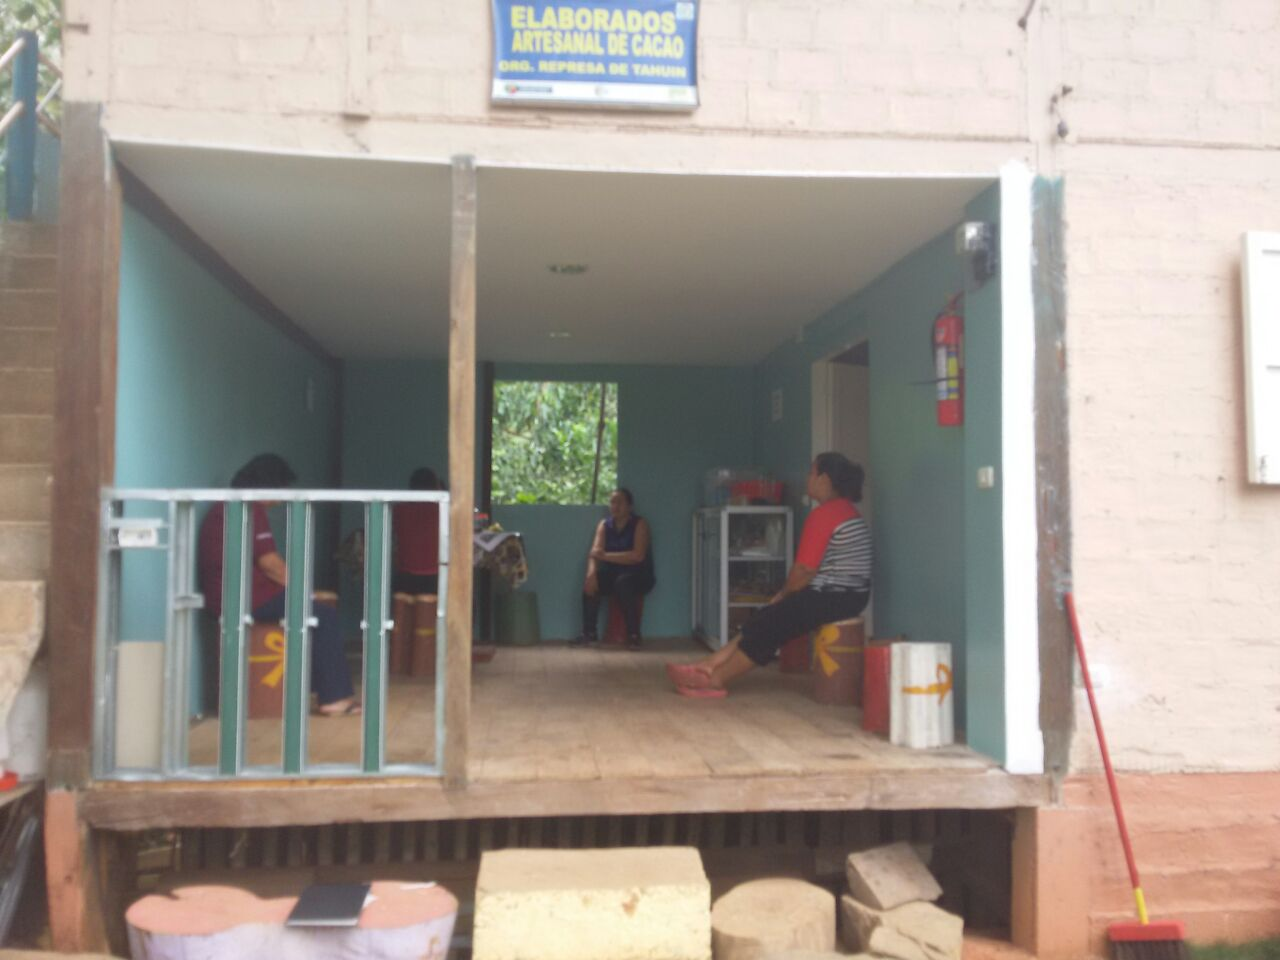 ELABORADOS
ARTESANAL DE CACAO
ORG. REPRESA DE TAHUIN